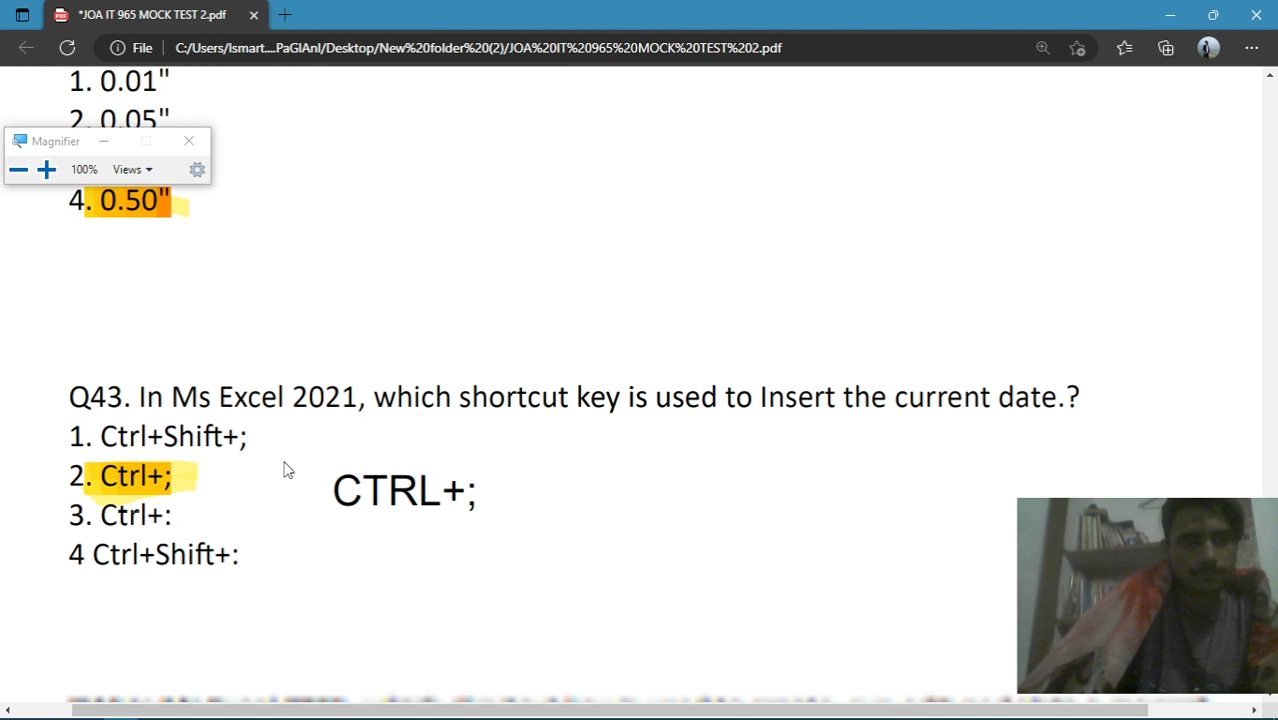 *JOA IT 965 MOCK TEST 2.pdf
File
C:/Users/Ismart....PaGlAnI/Desktop/New%20folder%20(2)/JOA%20IT%20965%20MOCK%20TEST%202.pdf
1. 0.01"
2. 0.05"
Magnifier
100%
Views
4. 0.50"
Q43. In Ms Excel 2021, which shortcut key is used to Insert the current date.?
1. Ctrl+Shift+;
2. Ctrl+;
CTRL+;
3. Ctrl+:
4 Ctrl+Shift+: